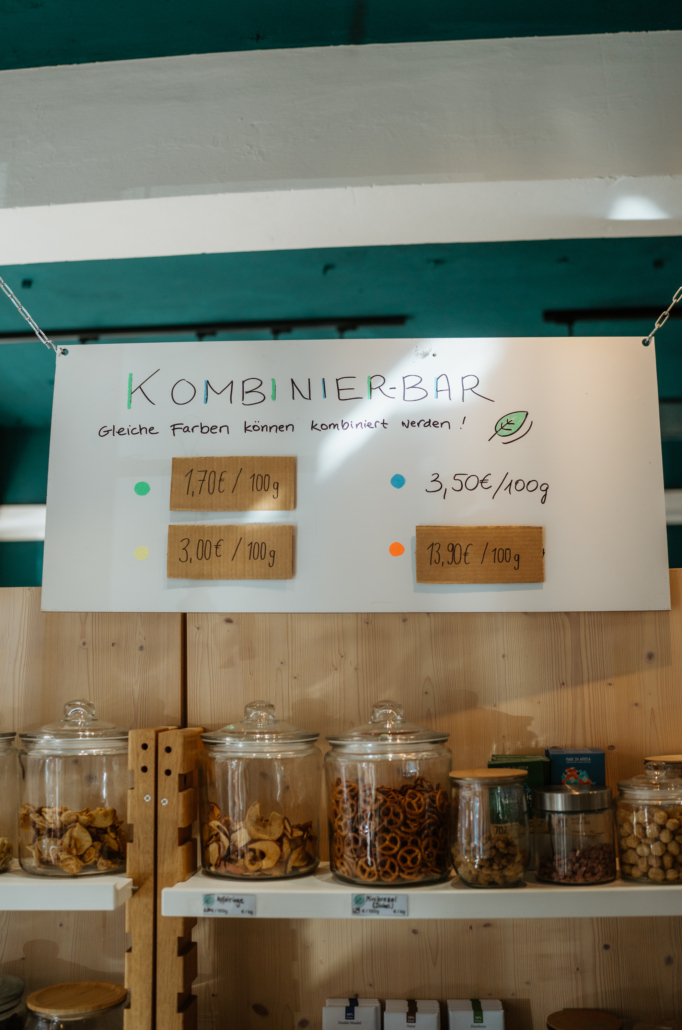 KOMBINIER-BAR
Gleiche Farben können kombiniert werden!
1,70€ / 100g
3,50€/100g
3,00€ / 100g
13,90€ / 100g
Apfelringe